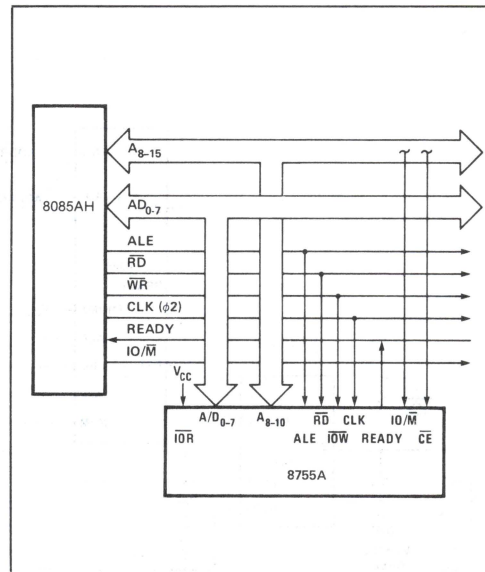 A8–15
8085AH
AD0-7
ALE
RD
WR
CLK (ϕ2)
READY
IO/M
VCC
A/D0-7 A8–10 RD CLK IO/M
IOR ALE IOW READY CE
8755A